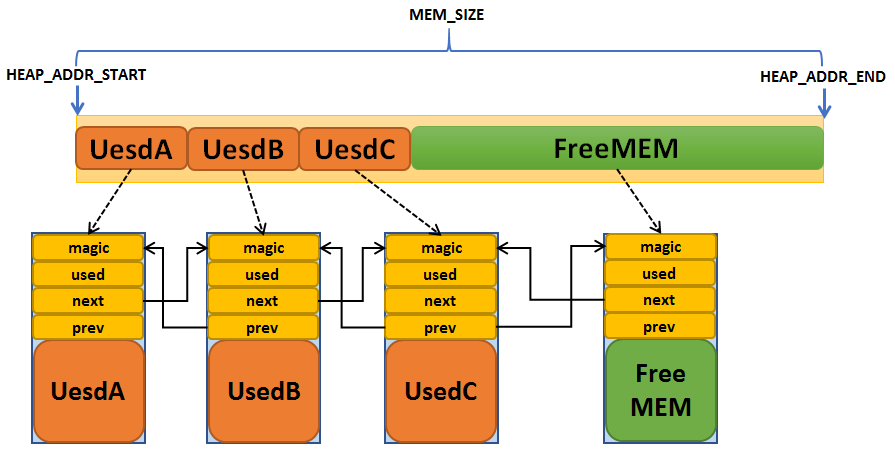 MEM_SIZE
HEAP_ADDR_START
HEAP_ADDR_END
UesdA
UesdB
UesdC
FreeMEM
magic
used
next
prev
UesdA
magic
used
next
prev
UsedB
magic
used
next
prev
UsedC
magic
used
next
prev
Free
MEM